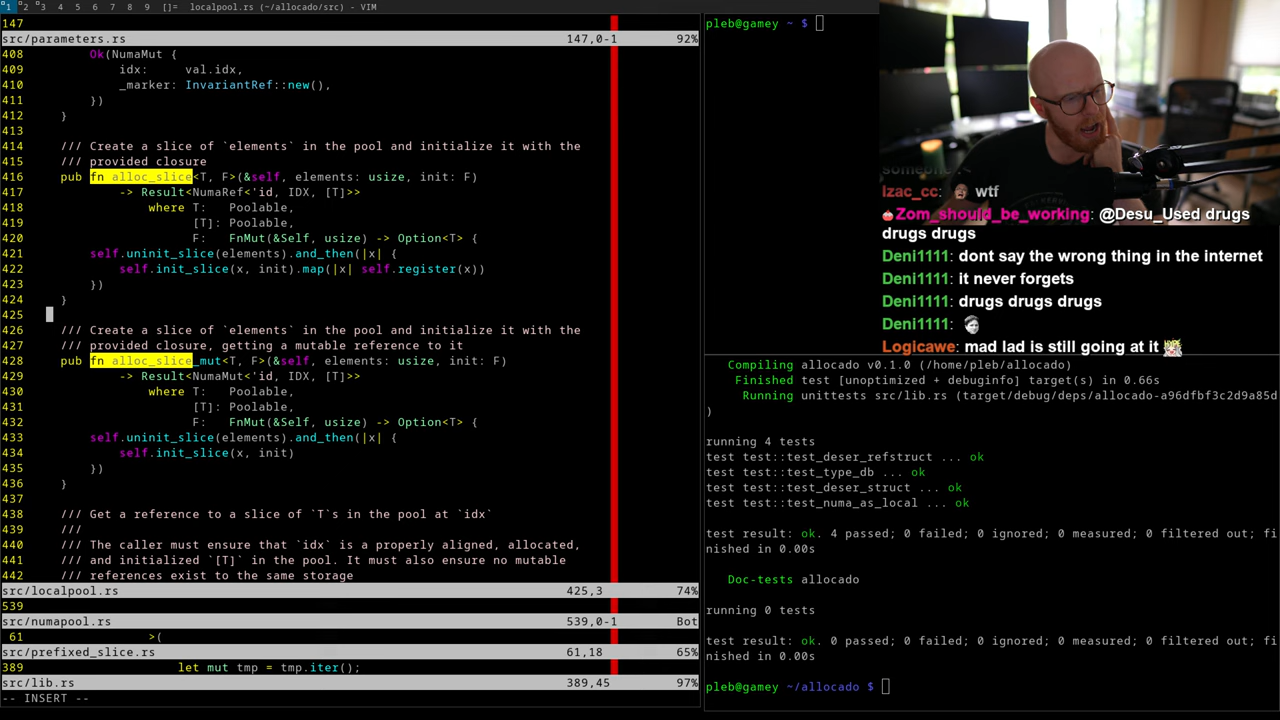 1 2 3 4 5 6 7 8 9 []= localpool.rs (~/allocado/src) - VIM
147
src/parameters.rs 147,0-1 92%
408 Ok(NumaMut {
409 idx: val.idx,
410 _marker: InvariantRef::new(),
411 })
412 }
413
414 /// Create a slice of `elements` in the pool and initialize it with the
415 /// provided closure
416 pub fn alloc_slice<T, F>(&self, elements: usize, init: F)
417 -> Result<NumaRef<'id, IDX, [T]>>
418 where T: Poolable,
419 [T]: Poolable,
420 F: FnMut(&Self, usize) -> Option<T> {
421 self.uninit_slice(elements).and_then(|x| {
422 self.init_slice(x, init).map(|x| self.register(x))
423 })
424 }
425
426 /// Create a slice of `elements` in the pool and initialize it with the
427 /// provided closure, getting a mutable reference to it
428 pub fn alloc_slice_mut<T, F>(&self, elements: usize, init: F)
429 -> Result<NumaMut<'id, IDX, [T]>>
430 where T: Poolable,
431 [T]: Poolable,
432 F: FnMut(&Self, usize) -> Option<T> {
433 self.uninit_slice(elements).and_then(|x| {
434 self.init_slice(x, init)
435 })
436 }
437
438 /// Get a reference to a slice of `T`s in the pool at `idx`
439 ///
440 /// The caller must ensure that `idx` is a properly aligned, allocated,
441 /// and initialized `[T]` in the pool. It must also ensure no mutable
442 /// references exist to the same storage
src/localpool.rs 425,3 74%
539
src/numapool.rs 539,0-1 Bot
61 >(
src/prefixed_slice.rs 61,18 65%
389 let mut tmp = tmp.iter();
src/lib.rs 389,45 97%
-- INSERT --
pleb@gamey ~ $
someone
lzac_cc: wtf
Zom_should_be_working: @Desu_Used drugs
drugs drugs
Deni1111: dont say the wrong thing in the internet
Deni1111: it never forgets
Deni1111: drugs drugs drugs
Deni1111:
Logicawe: mad lad is still going at it
Compiling allocado v0.1.0 (/home/pleb/allocado)
Finished test [unoptimized + debuginfo] target(s) in 0.66s
Running unittests src/lib.rs (target/debug/deps/allocado-a96dfbf3c2d9a85d
)
running 4 tests
test test::test_deser_refstruct ... ok
test test::test_type_db ... ok
test test::test_deser_struct ... ok
test test::test_numa_as_local ... ok
test result: ok. 4 passed; 0 failed; 0 ignored; 0 measured; 0 filtered out; fi
nished in 0.00s
Doc-tests allocado
running 0 tests
test result: ok. 0 passed; 0 failed; 0 ignored; 0 measured; 0 filtered out; fi
nished in 0.00s
pleb@gamey ~/allocado $